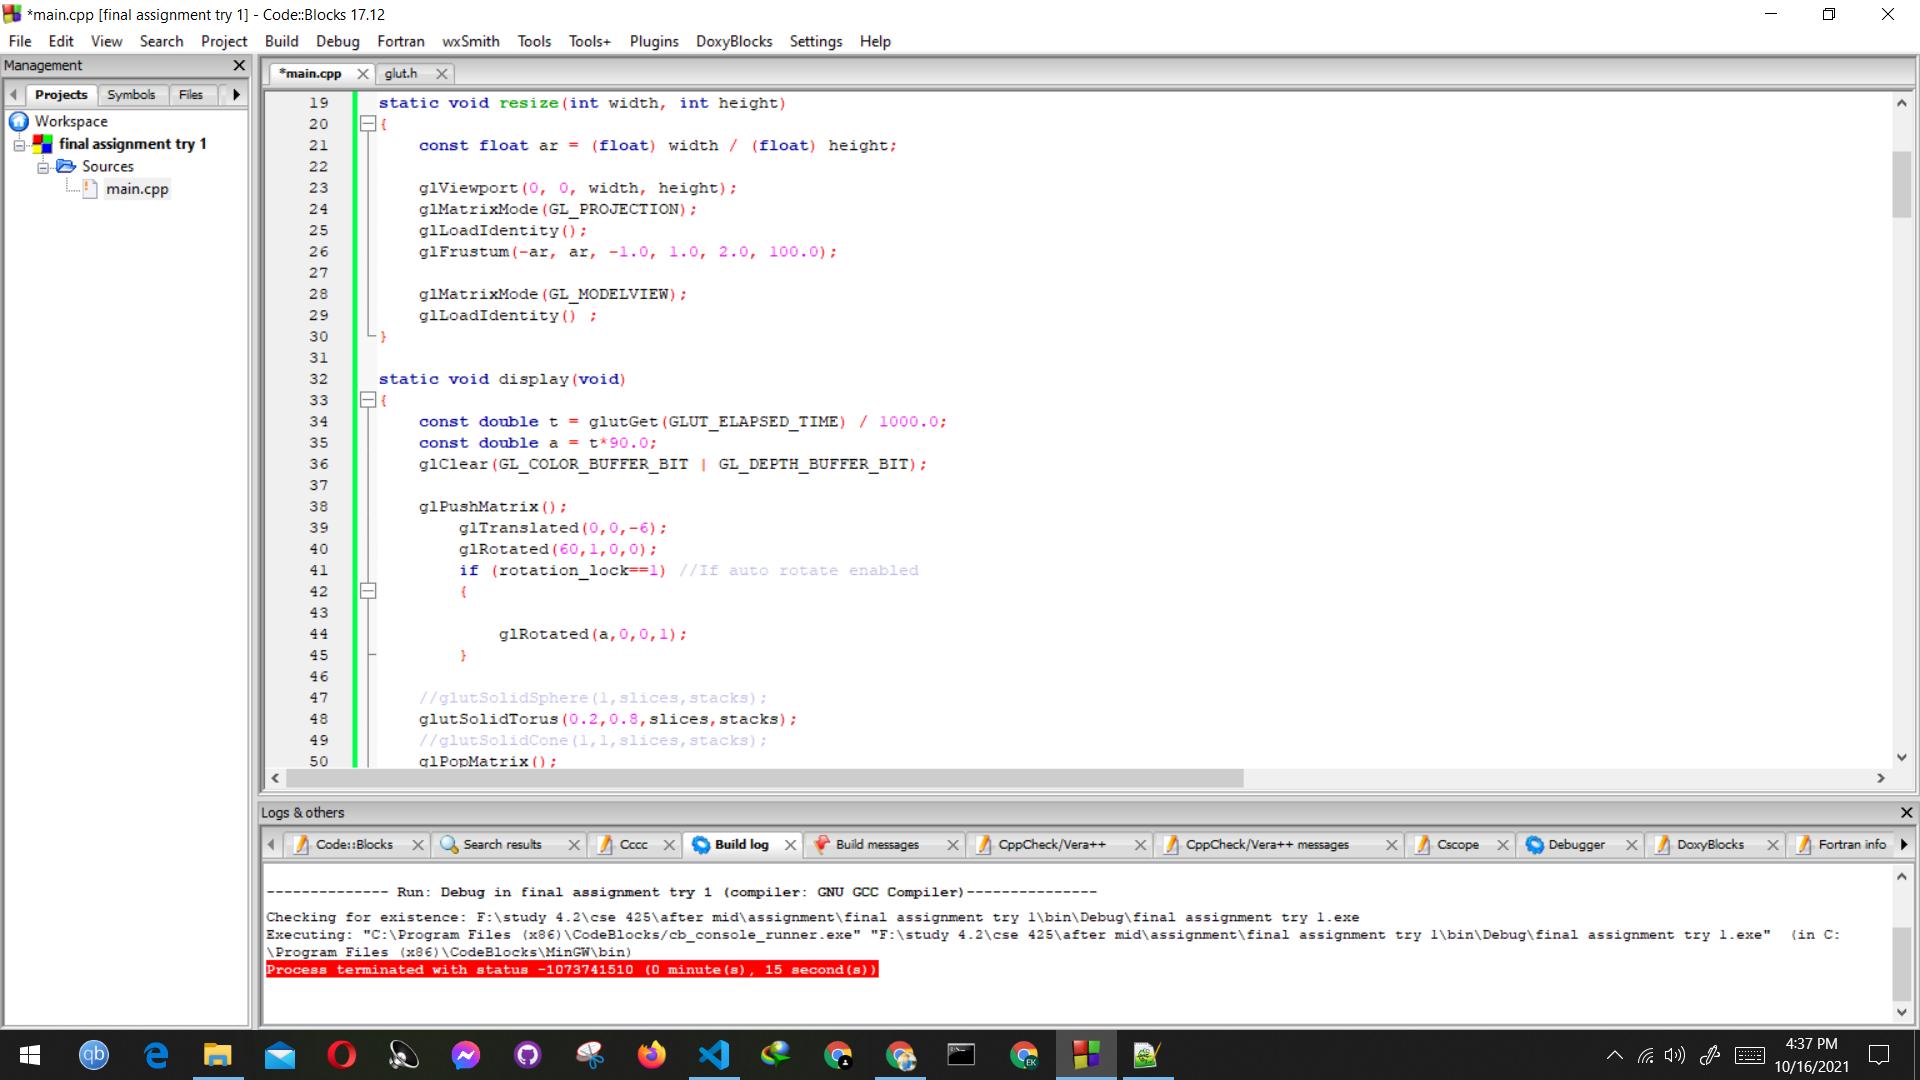 *main.cpp [final assignment try 1] - Code::Blocks 17.12
File Edit View Search Project Build Debug Fortran wxSmith Tools Tools+ Plugins DoxyBlocks Settings Help
Management
Projects Symbols Files
Workspace
final assignment try 1
Sources
main.cpp
*main.cpp glut.h
19 static void resize(int width, int height)
20 {
21 const float ar = (float) width / (float) height;
22
23 glViewport(0, 0, width, height);
24 glMatrixMode(GL_PROJECTION);
25 glLoadIdentity();
26 glFrustum(-ar, ar, -1.0, 1.0, 2.0, 100.0);
27
28 glMatrixMode(GL_MODELVIEW);
29 glLoadIdentity() ;
30 }
31
32 static void display(void)
33 {
34 const double t = glutGet(GLUT_ELAPSED_TIME) / 1000.0;
35 const double a = t*90.0;
36 glClear(GL_COLOR_BUFFER_BIT | GL_DEPTH_BUFFER_BIT);
37
38 glPushMatrix();
39 glTranslated(0,0,-6);
40 glRotated(60,1,0,0);
41 if (rotation_lock==1) //If auto rotate enabled
42 {
43
44 glRotated(a,0,0,1);
45 }
46
47 //glutSolidSphere(1,slices,stacks);
48 glutSolidTorus(0.2,0.8,slices,stacks);
49 //glutSolidCone(1,1,slices,stacks);
50 glPopMatrix();
Logs & others
Code::Blocks Search results Cccc Build log Build messages CppCheck/Vera++ CppCheck/Vera++ messages Cscope Debugger DoxyBlocks Fortran info
-------------- Run: Debug in final assignment try 1 (compiler: GNU GCC Compiler)---------------
Checking for existence: F:\study 4.2\cse 425\after mid\assignment\final assignment try 1\bin\Debug\final assignment try 1.exe
Executing: "C:\Program Files (x86)\CodeBlocks/cb_console_runner.exe" "F:\study 4.2\cse 425\after mid\assignment\final assignment try 1\bin\Debug\final assignment try 1.exe"  (in C:
\Program Files (x86)\CodeBlocks\MinGW\bin)
Process terminated with status -1073741510 (0 minute(s), 15 second(s))
qb
EK
4:37 PM
10/16/2021